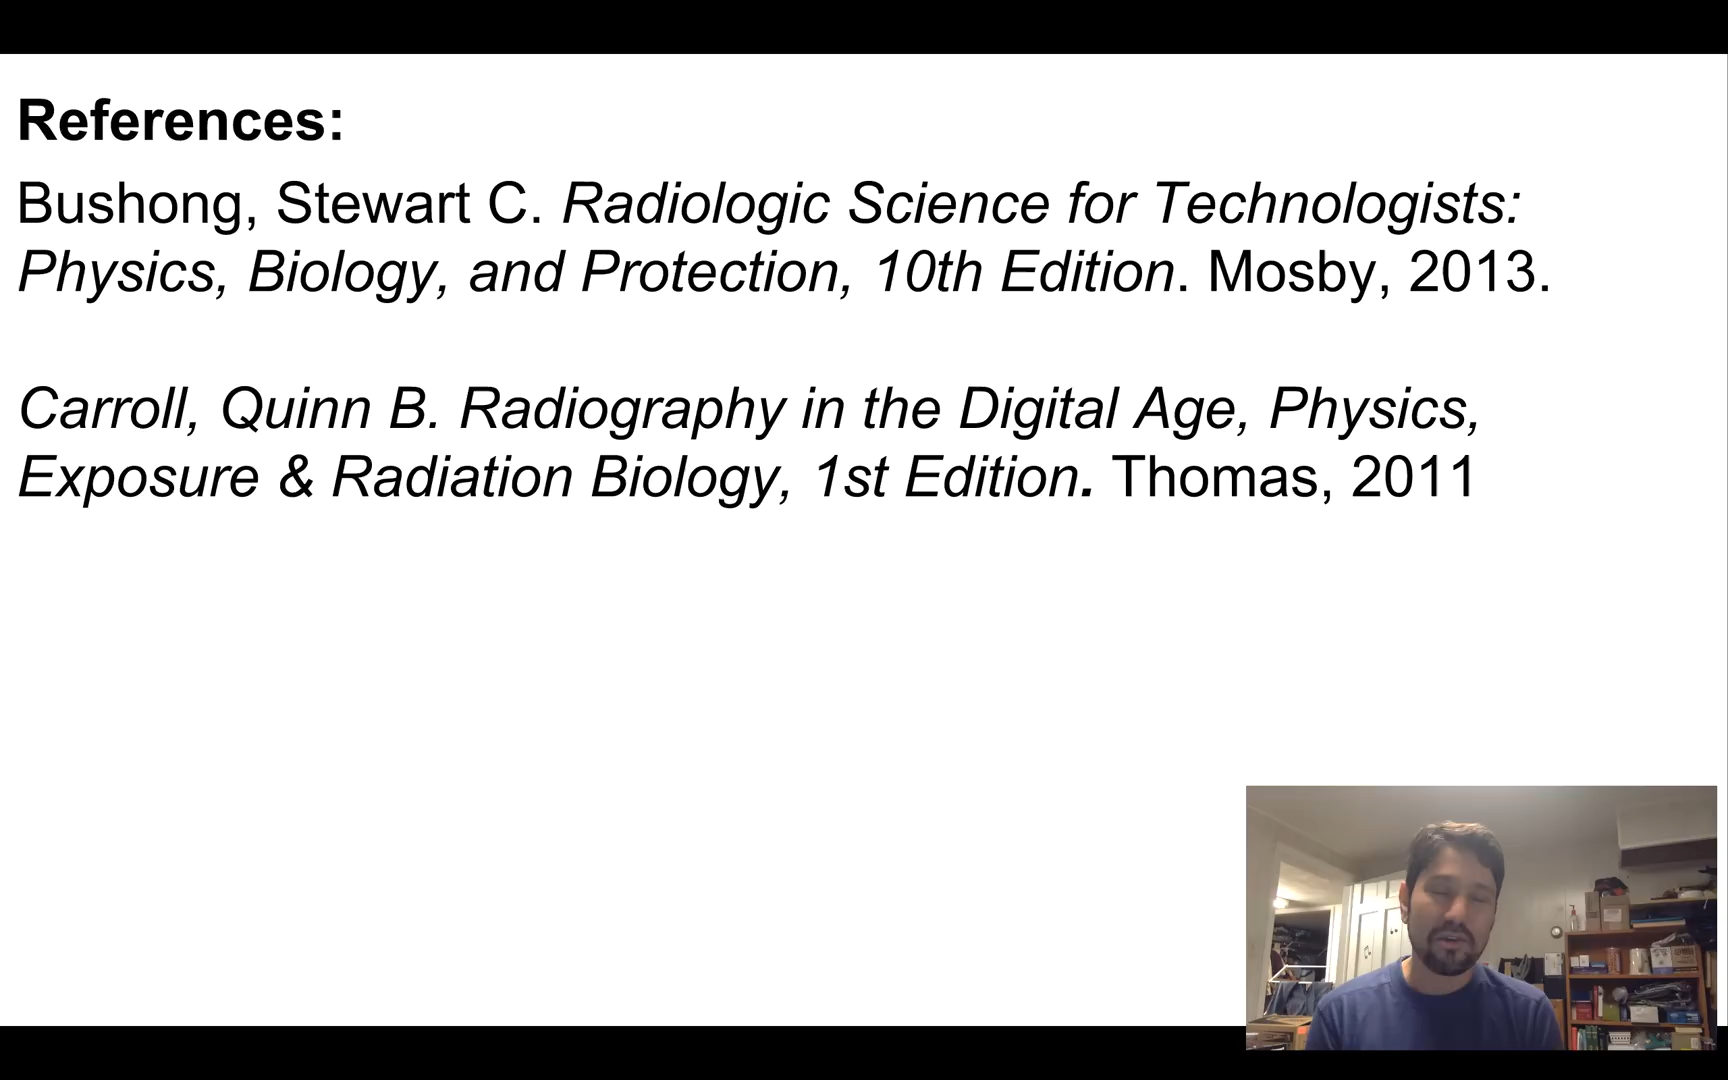 References:
Bushong, Stewart C. Radiologic Science for Technologists:
Physics, Biology, and Protection, 10th Edition. Mosby, 2013.
Carroll, Quinn B. Radiography in the Digital Age, Physics,
Exposure & Radiation Biology, 1st Edition. Thomas, 2011